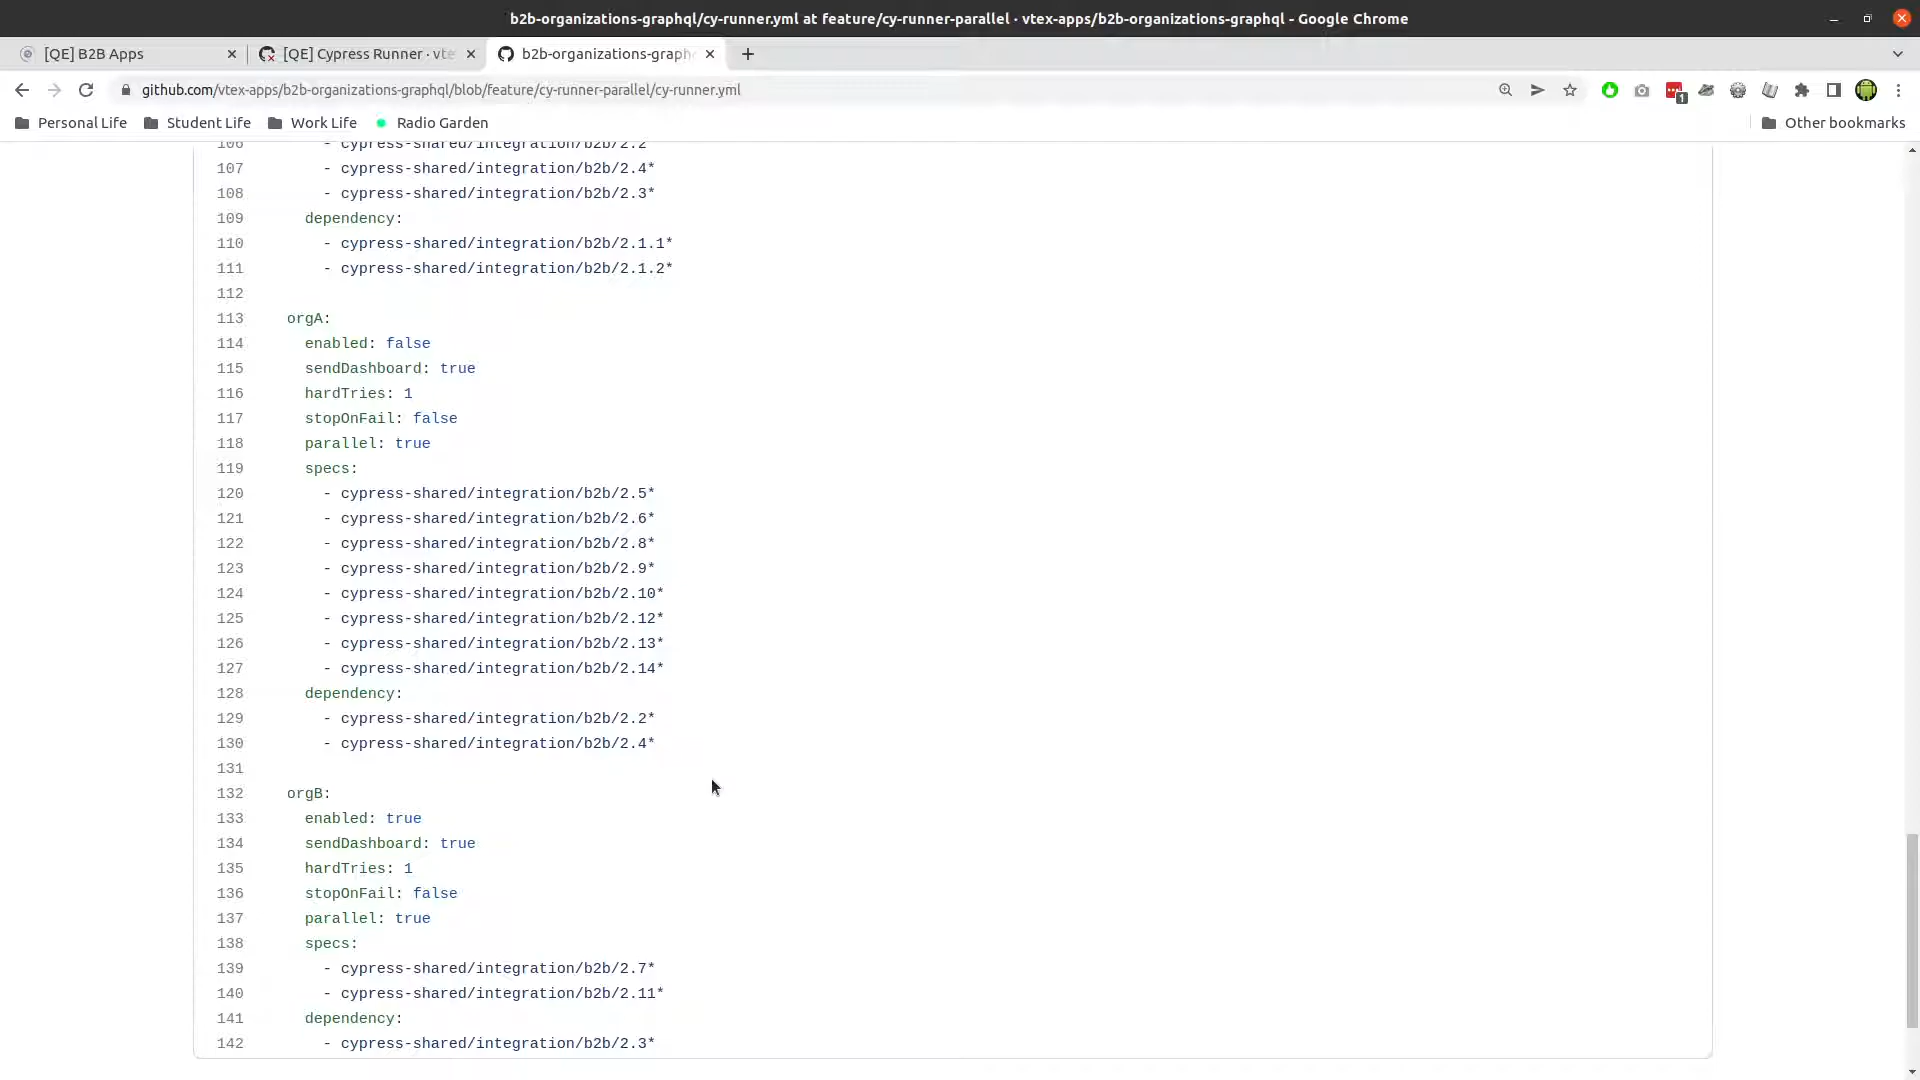 b2b-organizations-graphql/cy-runner.yml at feature/cy-runner-parallel · vtex-apps/b2b-organizations-graphql - Google Chrome
[QE] B2B Apps
[QE] Cypress Runner · vte
b2b-organizations-graph
github.com/vtex-apps/b2b-organizations-graphql/blob/feature/cy-runner-parallel/cy-runner.yml
1
Personal Life
Student Life
Work Life
Radio Garden
Other bookmarks
106 - cypress-shared/integration/b2b/2.2*
107 - cypress-shared/integration/b2b/2.4*
108 - cypress-shared/integration/b2b/2.3*
109 dependency:
110 - cypress-shared/integration/b2b/2.1.1*
111 - cypress-shared/integration/b2b/2.1.2*
112
113 orgA:
114 enabled: false
115 sendDashboard: true
116 hardTries: 1
117 stopOnFail: false
118 parallel: true
119 specs:
120 - cypress-shared/integration/b2b/2.5*
121 - cypress-shared/integration/b2b/2.6*
122 - cypress-shared/integration/b2b/2.8*
123 - cypress-shared/integration/b2b/2.9*
124 - cypress-shared/integration/b2b/2.10*
125 - cypress-shared/integration/b2b/2.12*
126 - cypress-shared/integration/b2b/2.13*
127 - cypress-shared/integration/b2b/2.14*
128 dependency:
129 - cypress-shared/integration/b2b/2.2*
130 - cypress-shared/integration/b2b/2.4*
131
132 orgB:
133 enabled: true
134 sendDashboard: true
135 hardTries: 1
136 stopOnFail: false
137 parallel: true
138 specs:
139 - cypress-shared/integration/b2b/2.7*
140 - cypress-shared/integration/b2b/2.11*
141 dependency:
142 - cypress-shared/integration/b2b/2.3*